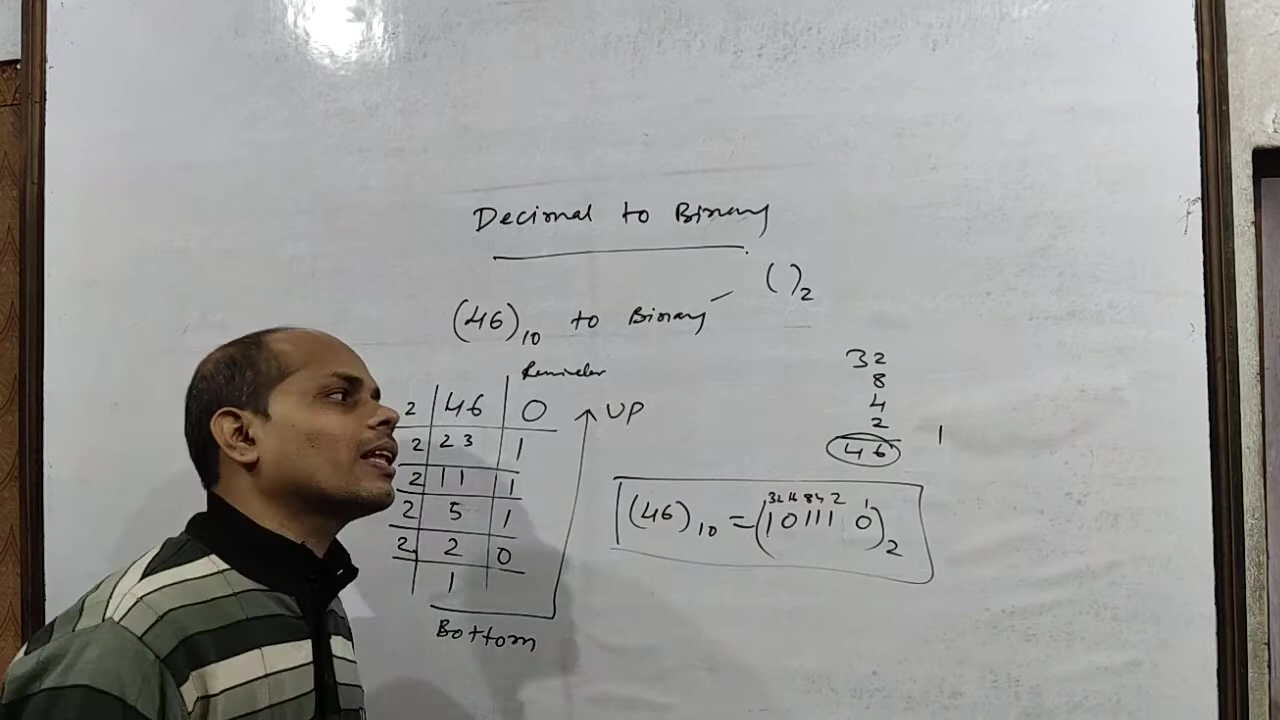 Decimal to Binary
( )2
(46)10 to Binary
Reminder
2 | 46 | 0
2 | 23 | 1
2 | 11 | 1
2 | 5 | 1
2 | 2 | 0
1
Bottom
UP
32
8
4
2
46
1
32 16 8 4 2 1
(46)10 = (101110)2